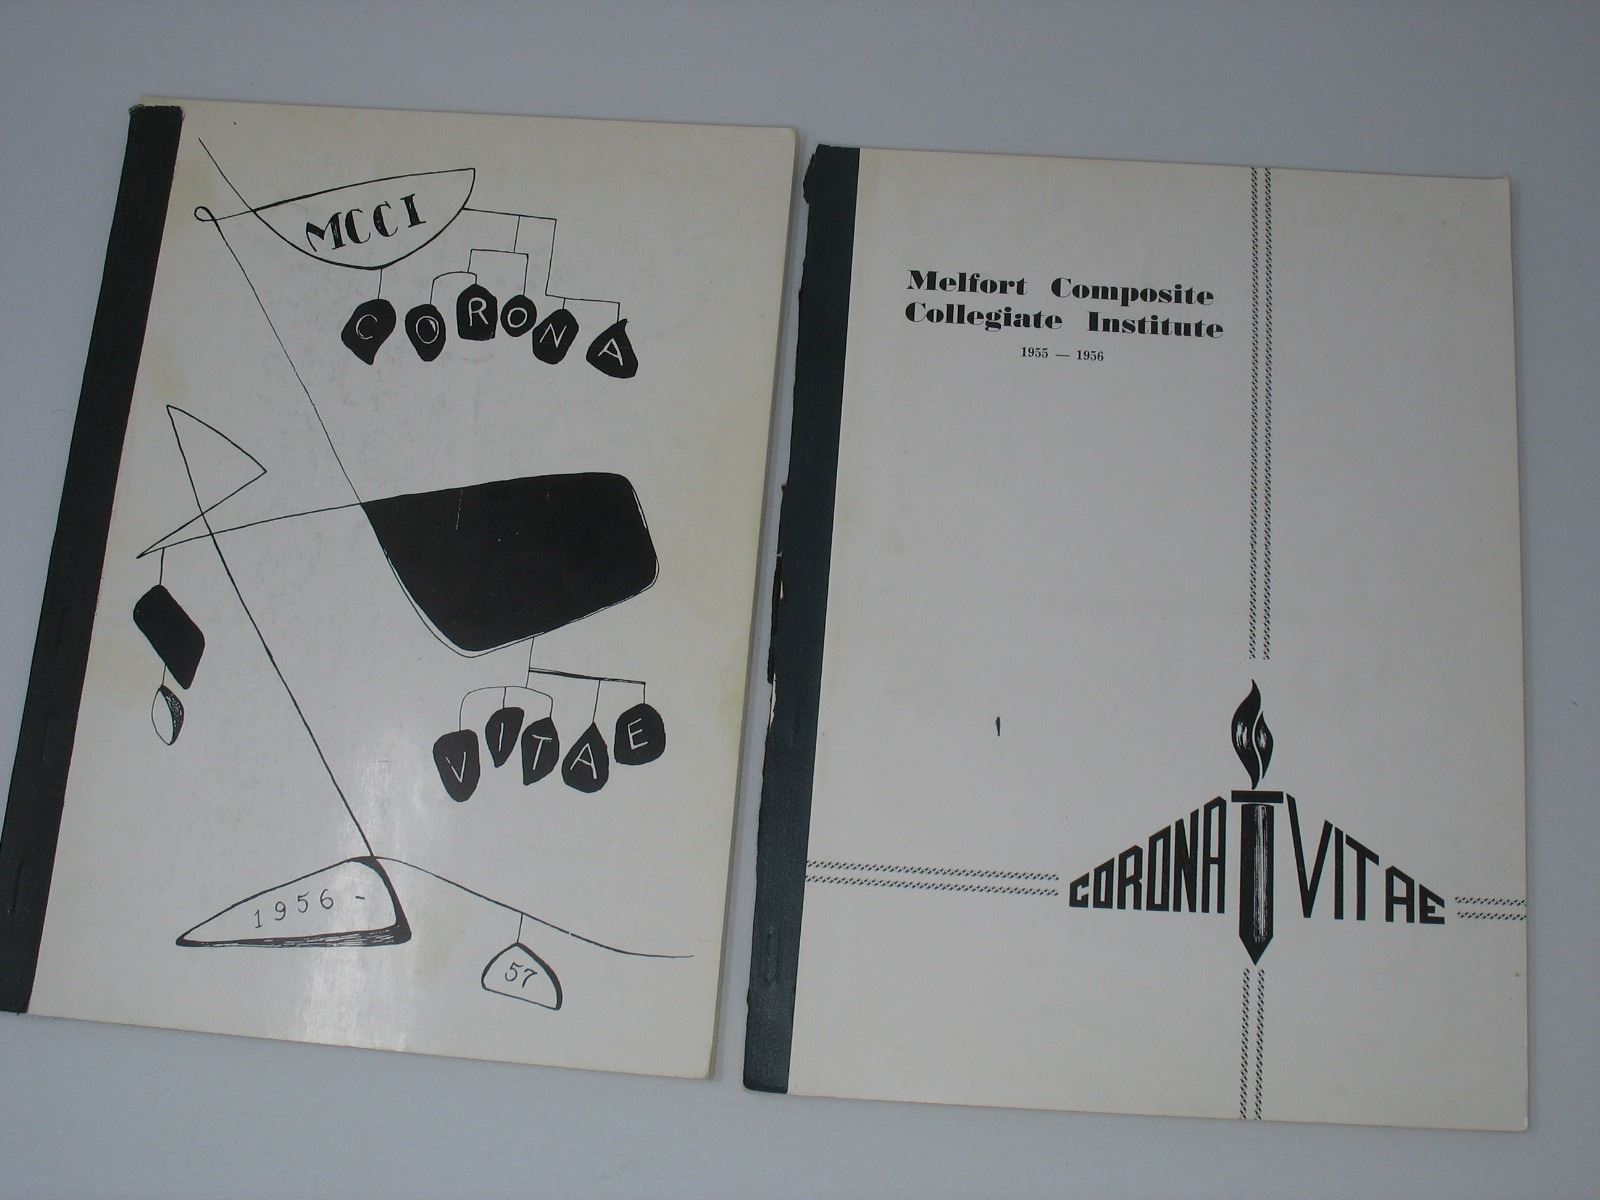 MCCI
CORONA
VITAE
1956 -
57
Melfort Composite
Collegiate Institute
1955 — 1956
CORONA VITAE